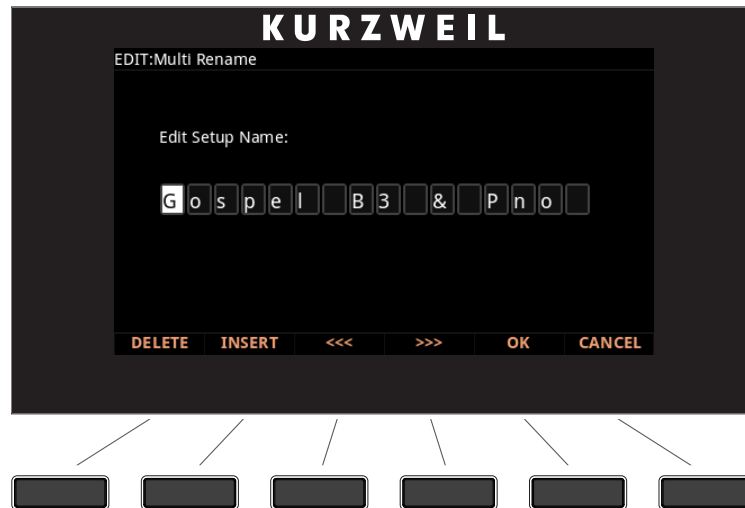 KURZWEIL
EDIT:Multi Rename
Edit Setup Name:
Gospel B3 & Pno
DELETE INSERT <<< >>> OK CANCEL